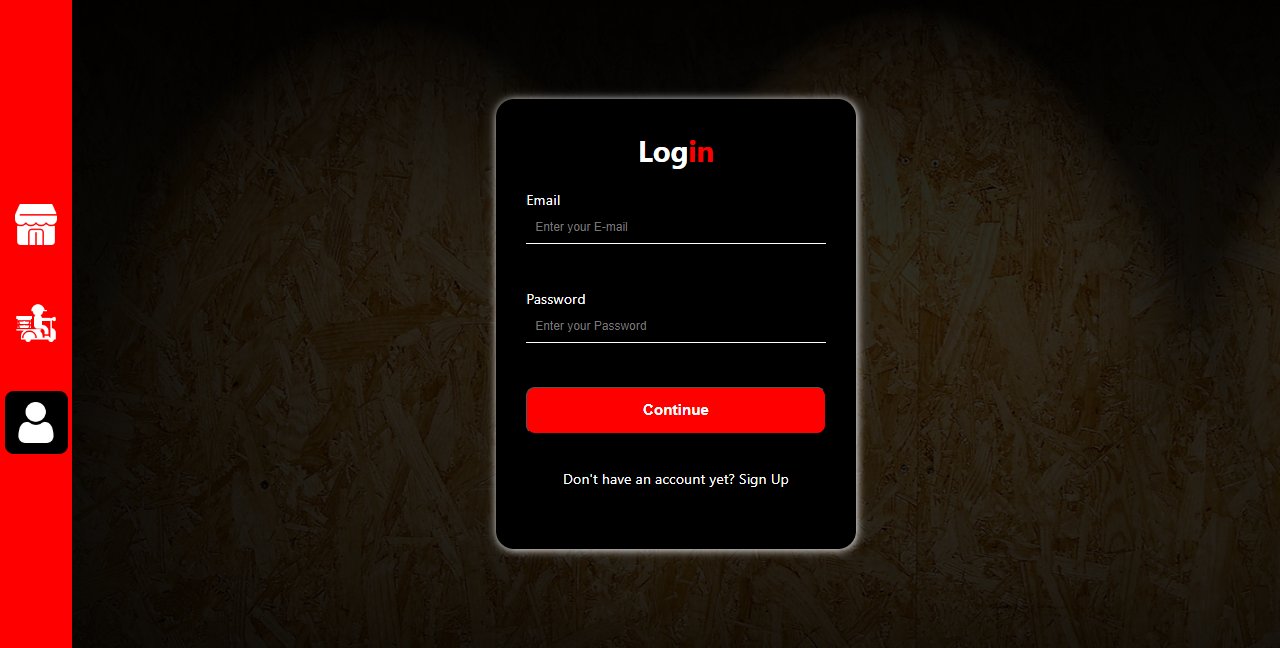 Login
Email
Enter your E-mail
Password
Enter your Password
Continue
Don't have an account yet? Sign Up